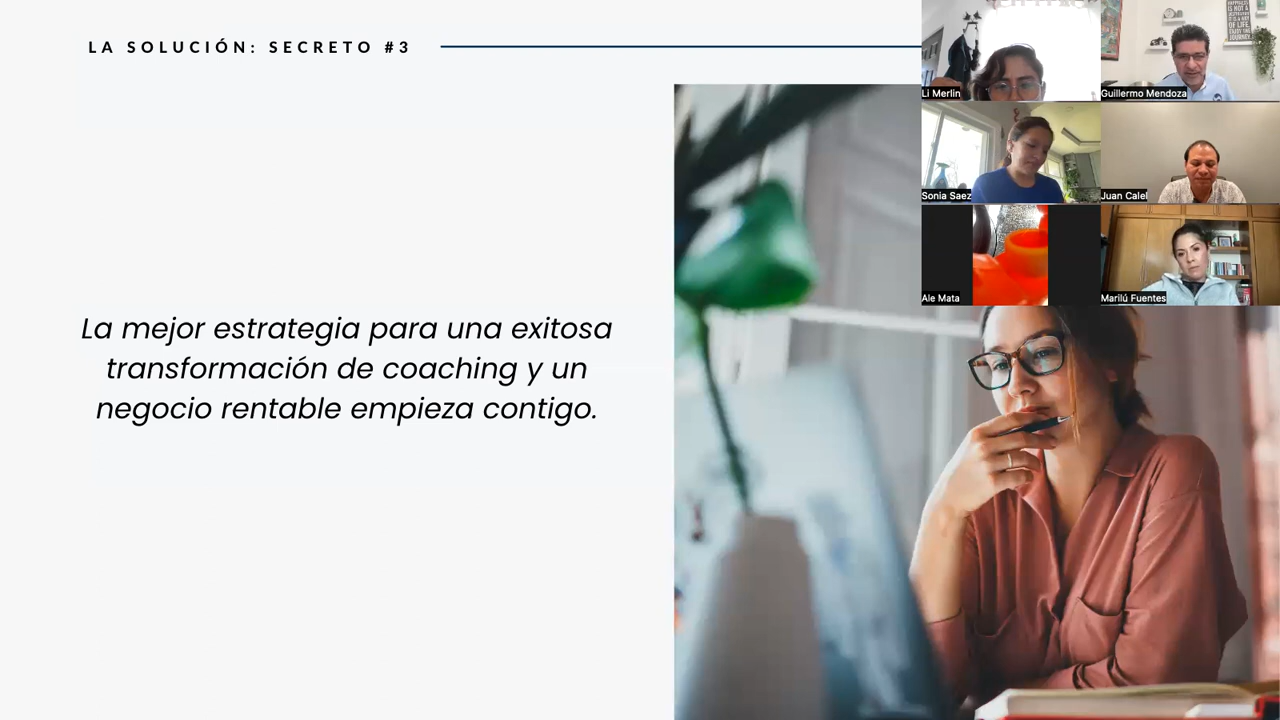 LA SOLUCIÓN: SECRETO #3
La mejor estrategia para una exitosa
transformación de coaching y un
negocio rentable empieza contigo.
Li Merlin
Guillermo Mendoza
Sonia Saez
Juan Calel
Ale Mata
Marilú Fuentes